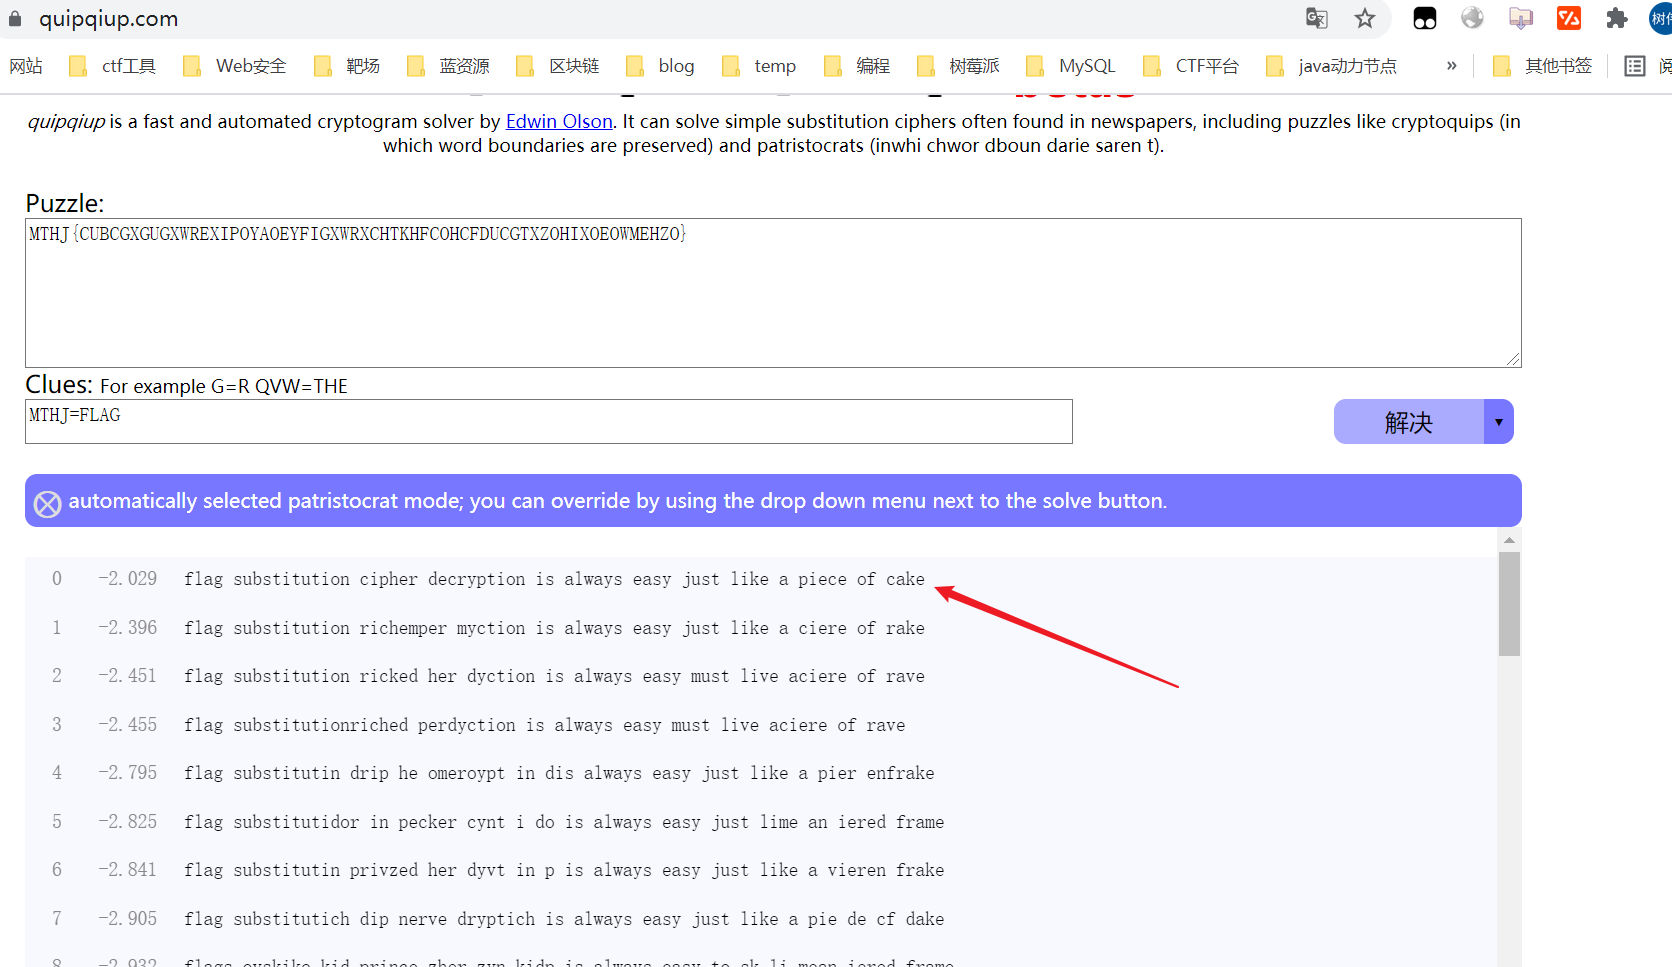 quipqiup.com
树伟
网站 ctf工具 Web安全 靶场 蓝资源 区块链 blog temp 编程 树莓派 MySQL CTF平台 java动力节点 » 其他书签
quipqiup is a fast and automated cryptogram solver by Edwin Olson. It can solve simple substitution ciphers often found in newspapers, including puzzles like cryptoquips (in
which word boundaries are preserved) and patristocrats (inwhi chwor dboun darie saren t).
Puzzle:
MTHJ{CUBCGXGUGXWREXIPOYAOEYFIGXWRXCHTKHFCOHCFDUCGTXZOHIXOEOWMEHZO}
Clues: For example G=R QVW=THE
MTHJ=FLAG
解决
automatically selected patristocrat mode; you can override by using the drop down menu next to the solve button.
0 -2.029 flag substitution cipher decryption is always easy just like a piece of cake
1 -2.396 flag substitution richemper myction is always easy just like a ciere of rake
2 -2.451 flag substitution ricked her dyction is always easy must live aciere of rave
3 -2.455 flag substitutionriched perdyction is always easy must live aciere of rave
4 -2.795 flag substitutin drip he omeroypt in dis always easy just like a pier enfrake
5 -2.825 flag substitutidor in pecker cynt i do is always easy just lime an iered frame
6 -2.841 flag substitutin privzed her dyvt in p is always easy just like a vieren frake
7 -2.905 flag substitutich dip nerve dryptich is always easy just like a pie de cf dake